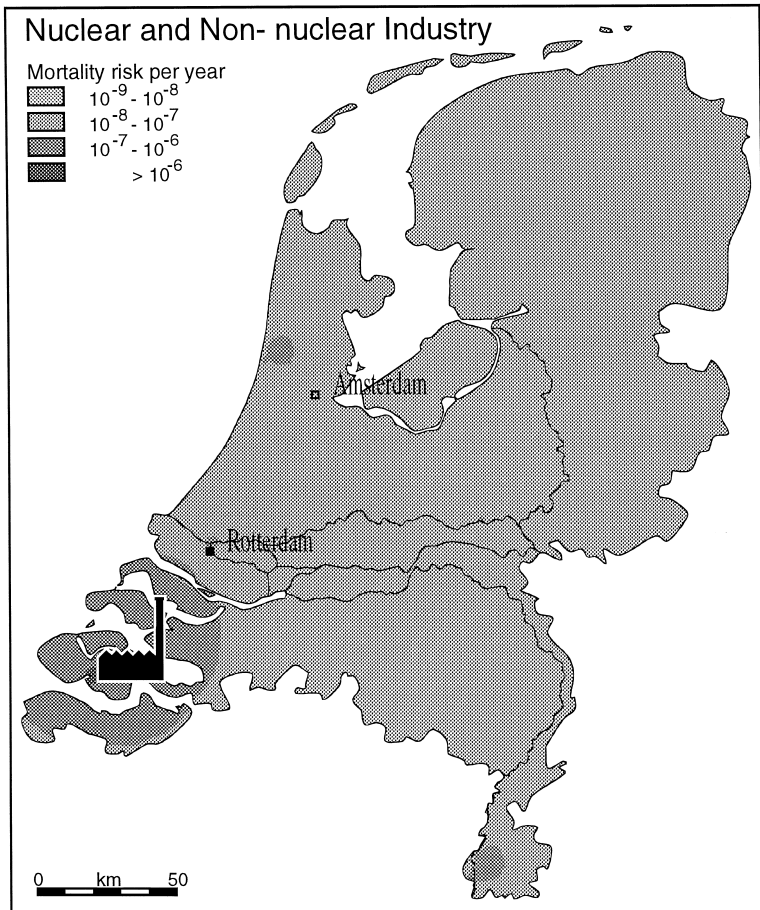 Nuclear and Non- nuclear Industry
Mortality risk per year
10-9 - 10-8
10-8 - 10-7
10-7 - 10-6
> 10-6
Amsterdam
Rotterdam
0 km 50